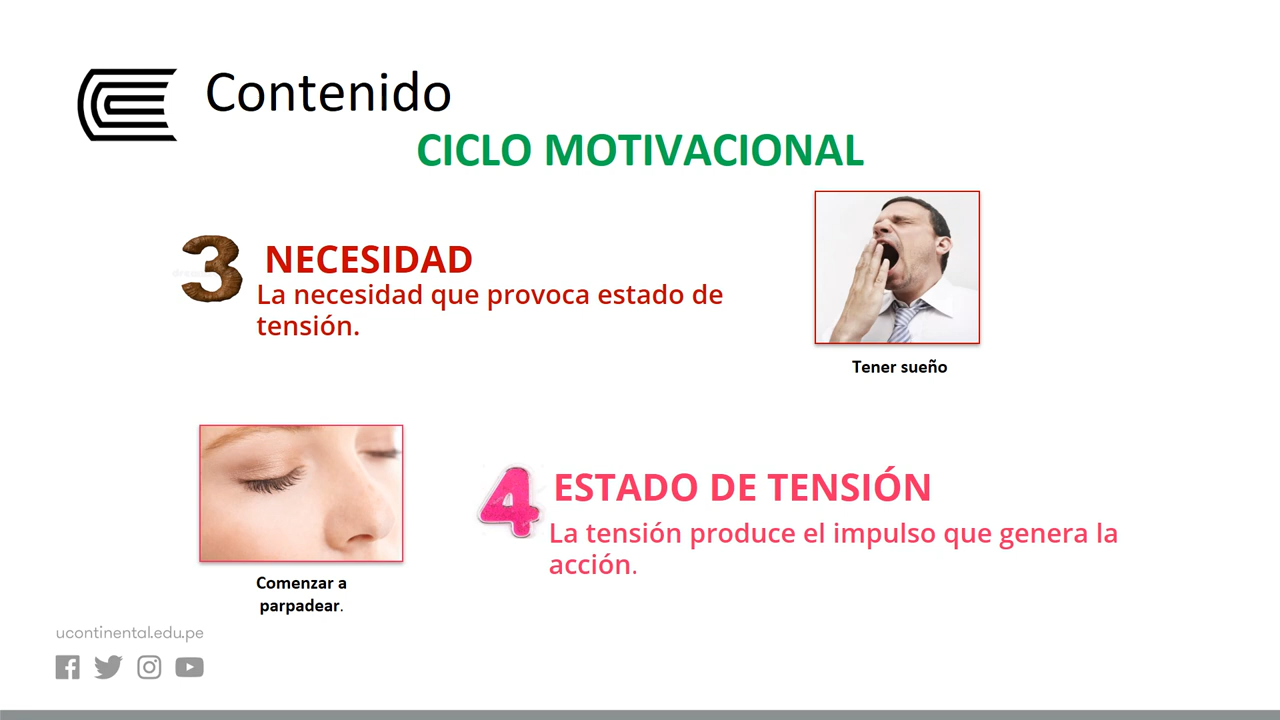 Contenido
CICLO MOTIVACIONAL
3 NECESIDAD
La necesidad que provoca estado de
tensión.
Tener sueño
4 ESTADO DE TENSIÓN
La tensión produce el impulso que genera la
acción.
Comenzar a
parpadear.
ucontinental.edu.pe